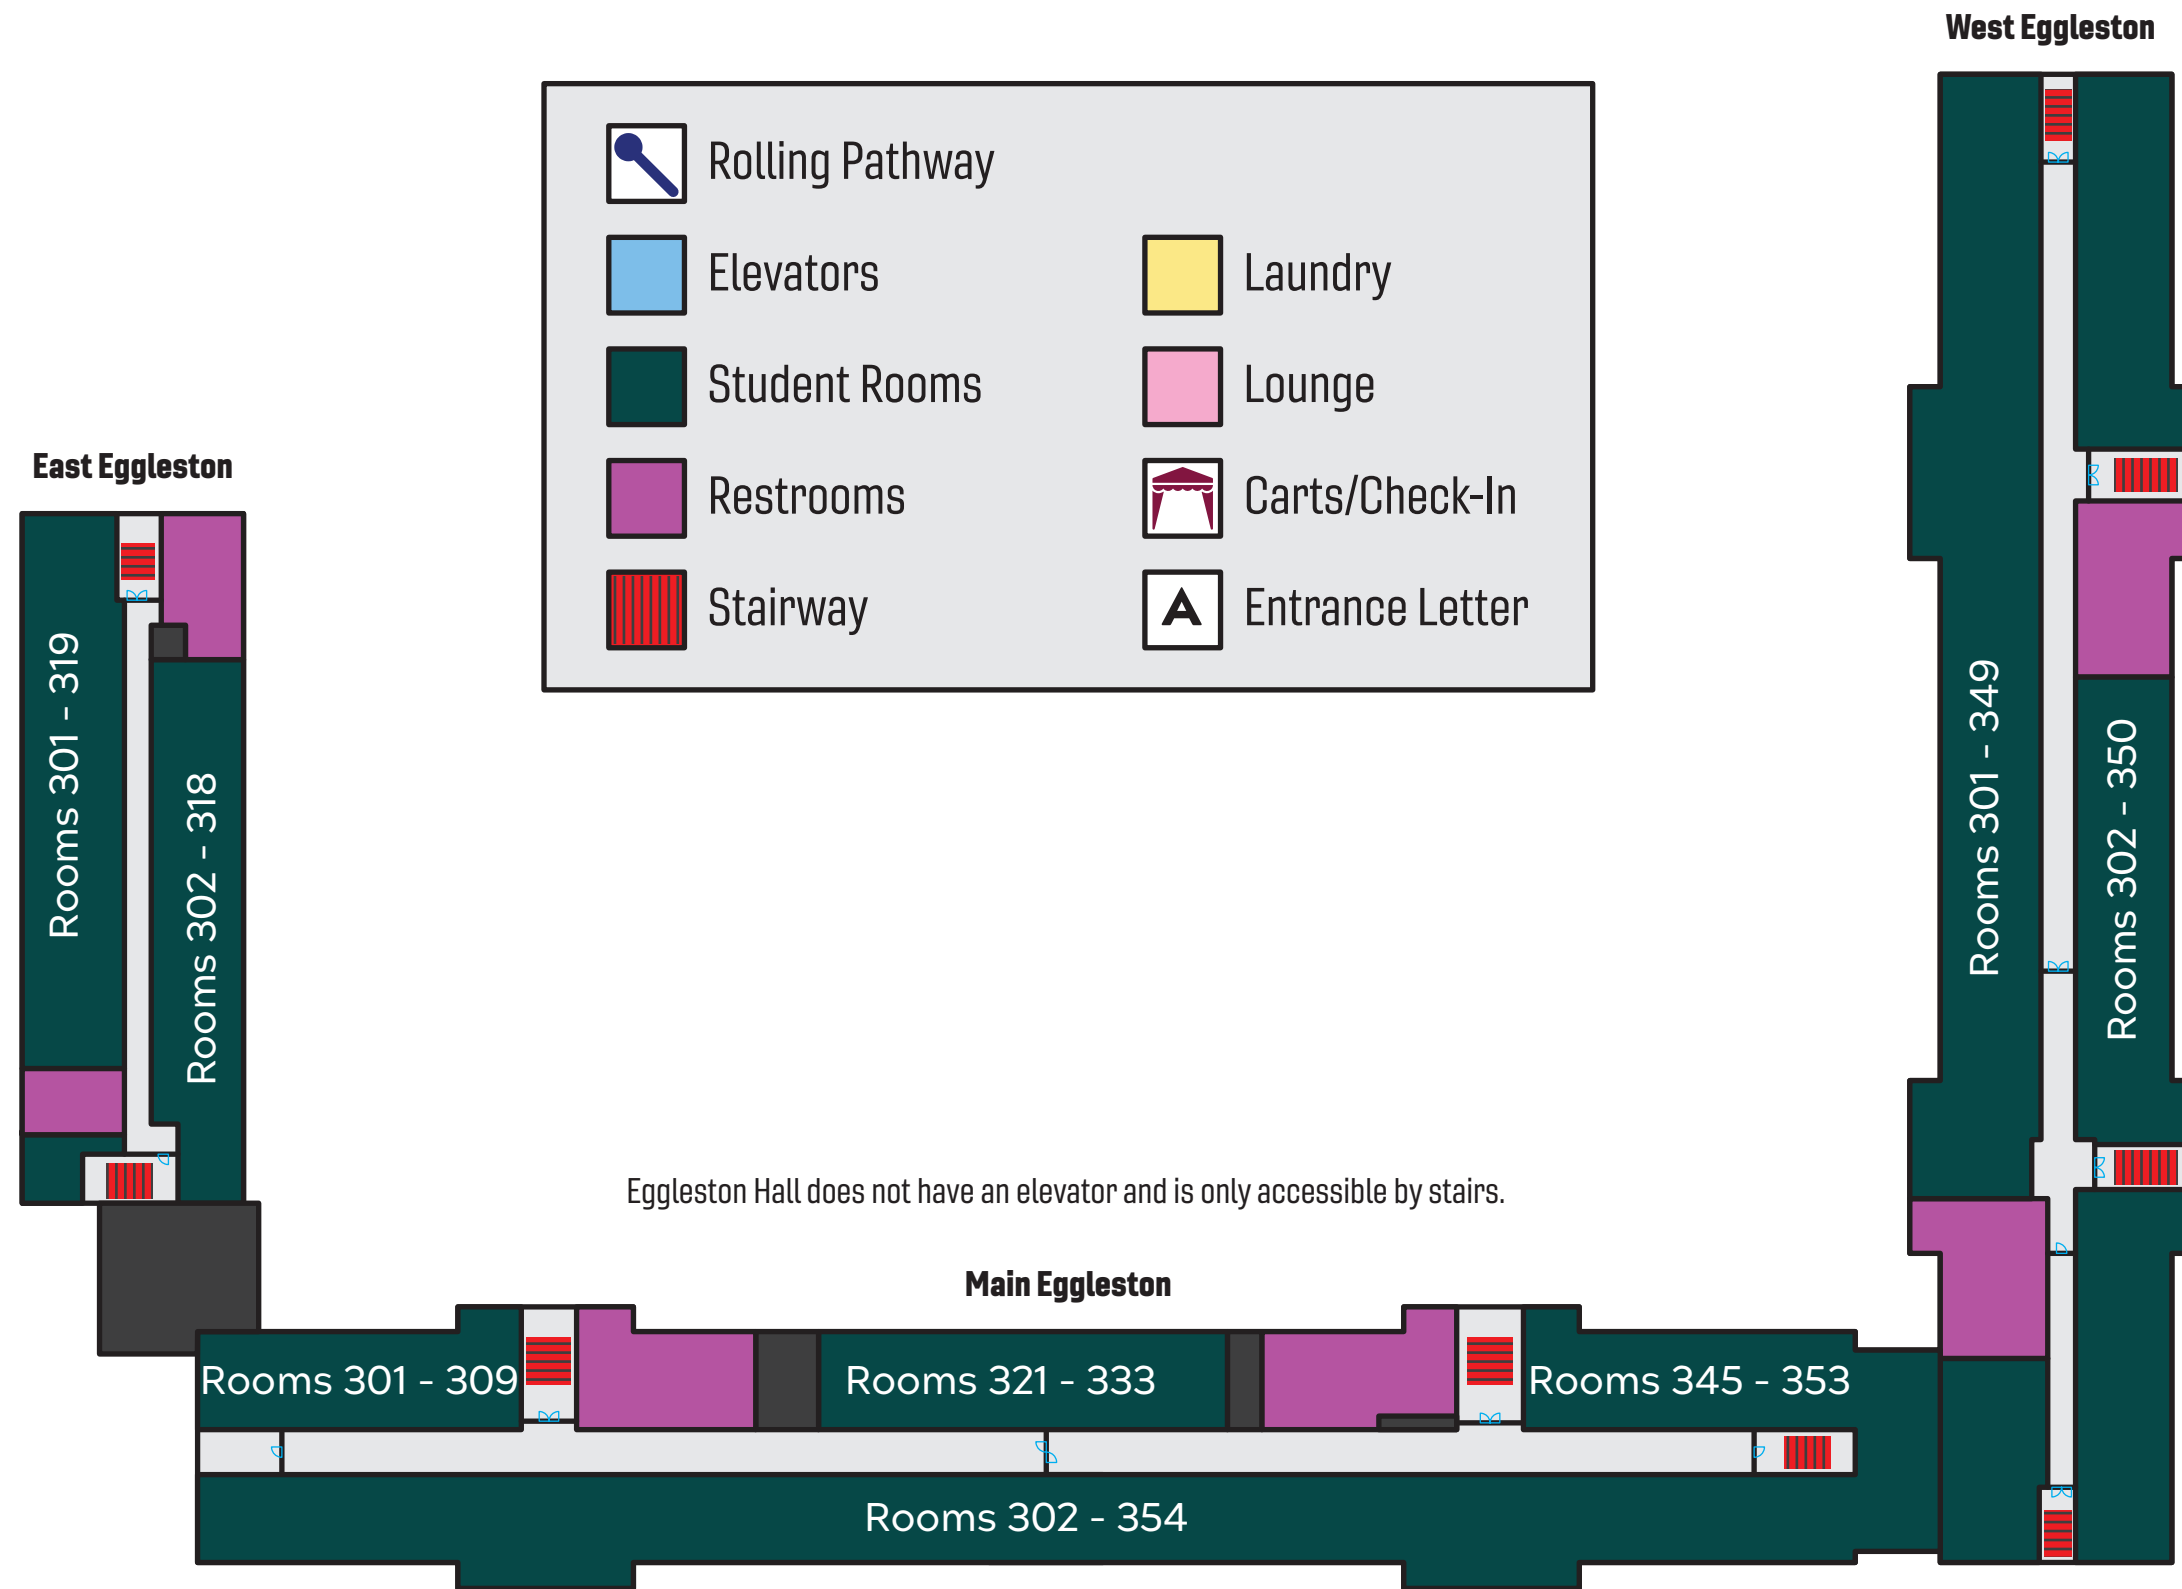 West Eggleston
Rolling Pathway
Elevators
Laundry
Student Rooms
Lounge
East Eggleston
Restrooms
Carts/Check-In
Stairway
A
Entrance Letter
Rooms 301 - 319
Rooms 302 - 318
Rooms 301 - 349
Rooms 302 - 350
Eggleston Hall does not have an elevator and is only accessible by stairs.
Main Eggleston
Rooms 301 - 309
Rooms 321 - 333
Rooms 345 - 353
Rooms 302 - 354